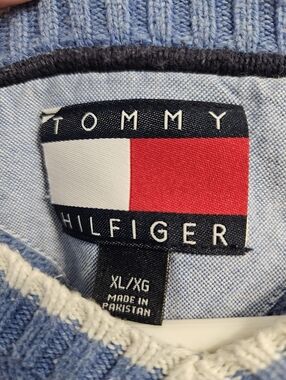 TOMMY
HILFIGER
XL/XG
MADE IN
PAKISTAN